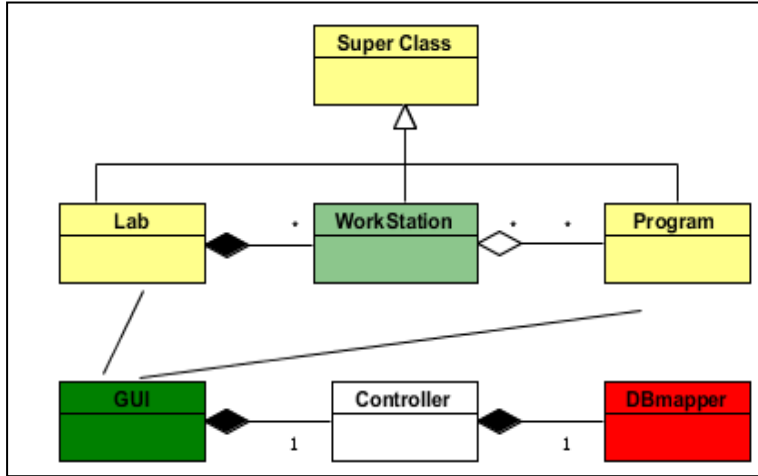 Super Class
Lab
*
WorkStation
*
*
Program
GUI
1
Controller
1
DBmapper